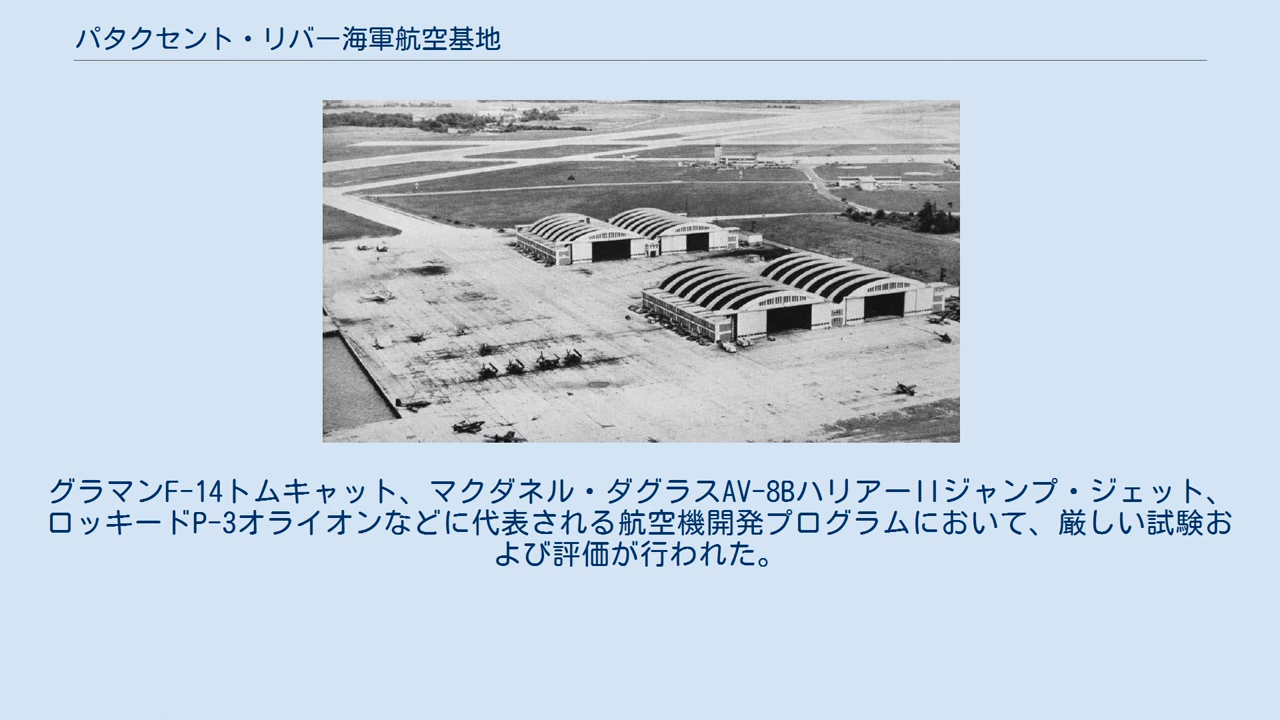 パタクセント・リバー海軍航空基地
グラマンF-14トムキャット、マクダネル・ダグラスAV-8BハリアーIIジャンプ・ジェット、
ロッキードP-3オライオンなどに代表される航空機開発プログラムにおいて、厳しい試験お
よび評価が行われた。